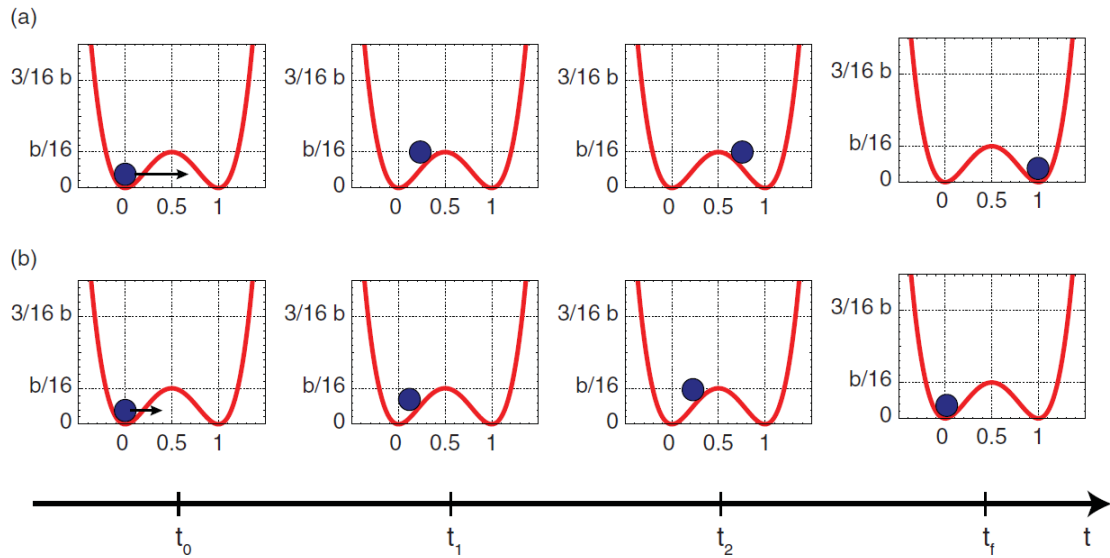 (a)
3/16 b 3/16 b 3/16 b 3/16 b
b/16 b/16 b/16 b/16
0 0 0 0
0 0.5 1 0 0.5 1 0 0.5 1 0 0.5 1
(b)
3/16 b 3/16 b 3/16 b 3/16 b
b/16 b/16 b/16 b/16
0 0 0 0
0 0.5 1 0 0.5 1 0 0.5 1 0 0.5 1
t0 t1 t2 tf t